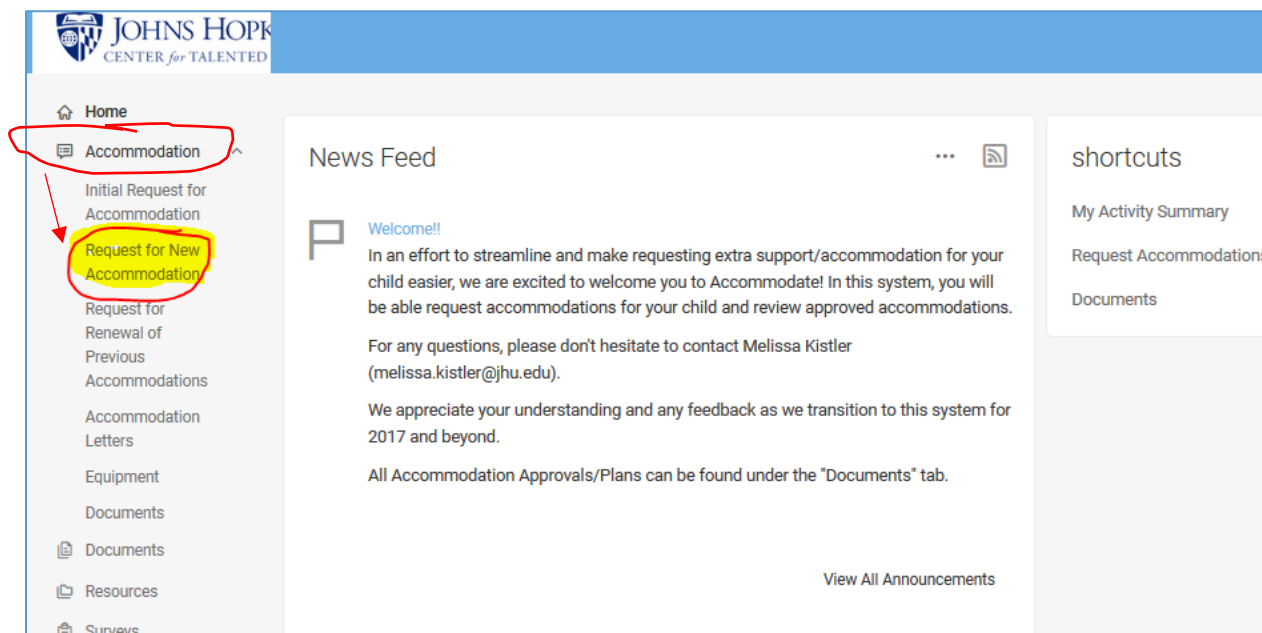 JOHNS HOPK
CENTER for TALENTED
Home
Accommodation
Initial Request for
Accommodation
Request for New
Accommodation
Request for
Renewal of
Previous
Accommodations
Accommodation
Letters
Equipment
Documents
Documents
Resources
Surveys
News Feed
Welcome!!
In an effort to streamline and make requesting extra support/accommodation for your
child easier, we are excited to welcome you to Accommodate! In this system, you will
be able request accommodations for your child and review approved accommodations.
For any questions, please don't hesitate to contact Melissa Kistler
(melissa.kistler@jhu.edu).
We appreciate your understanding and any feedback as we transition to this system for
2017 and beyond.
All Accommodation Approvals/Plans can be found under the "Documents" tab.
View All Announcements
shortcuts
My Activity Summary
Request Accommodations
Documents